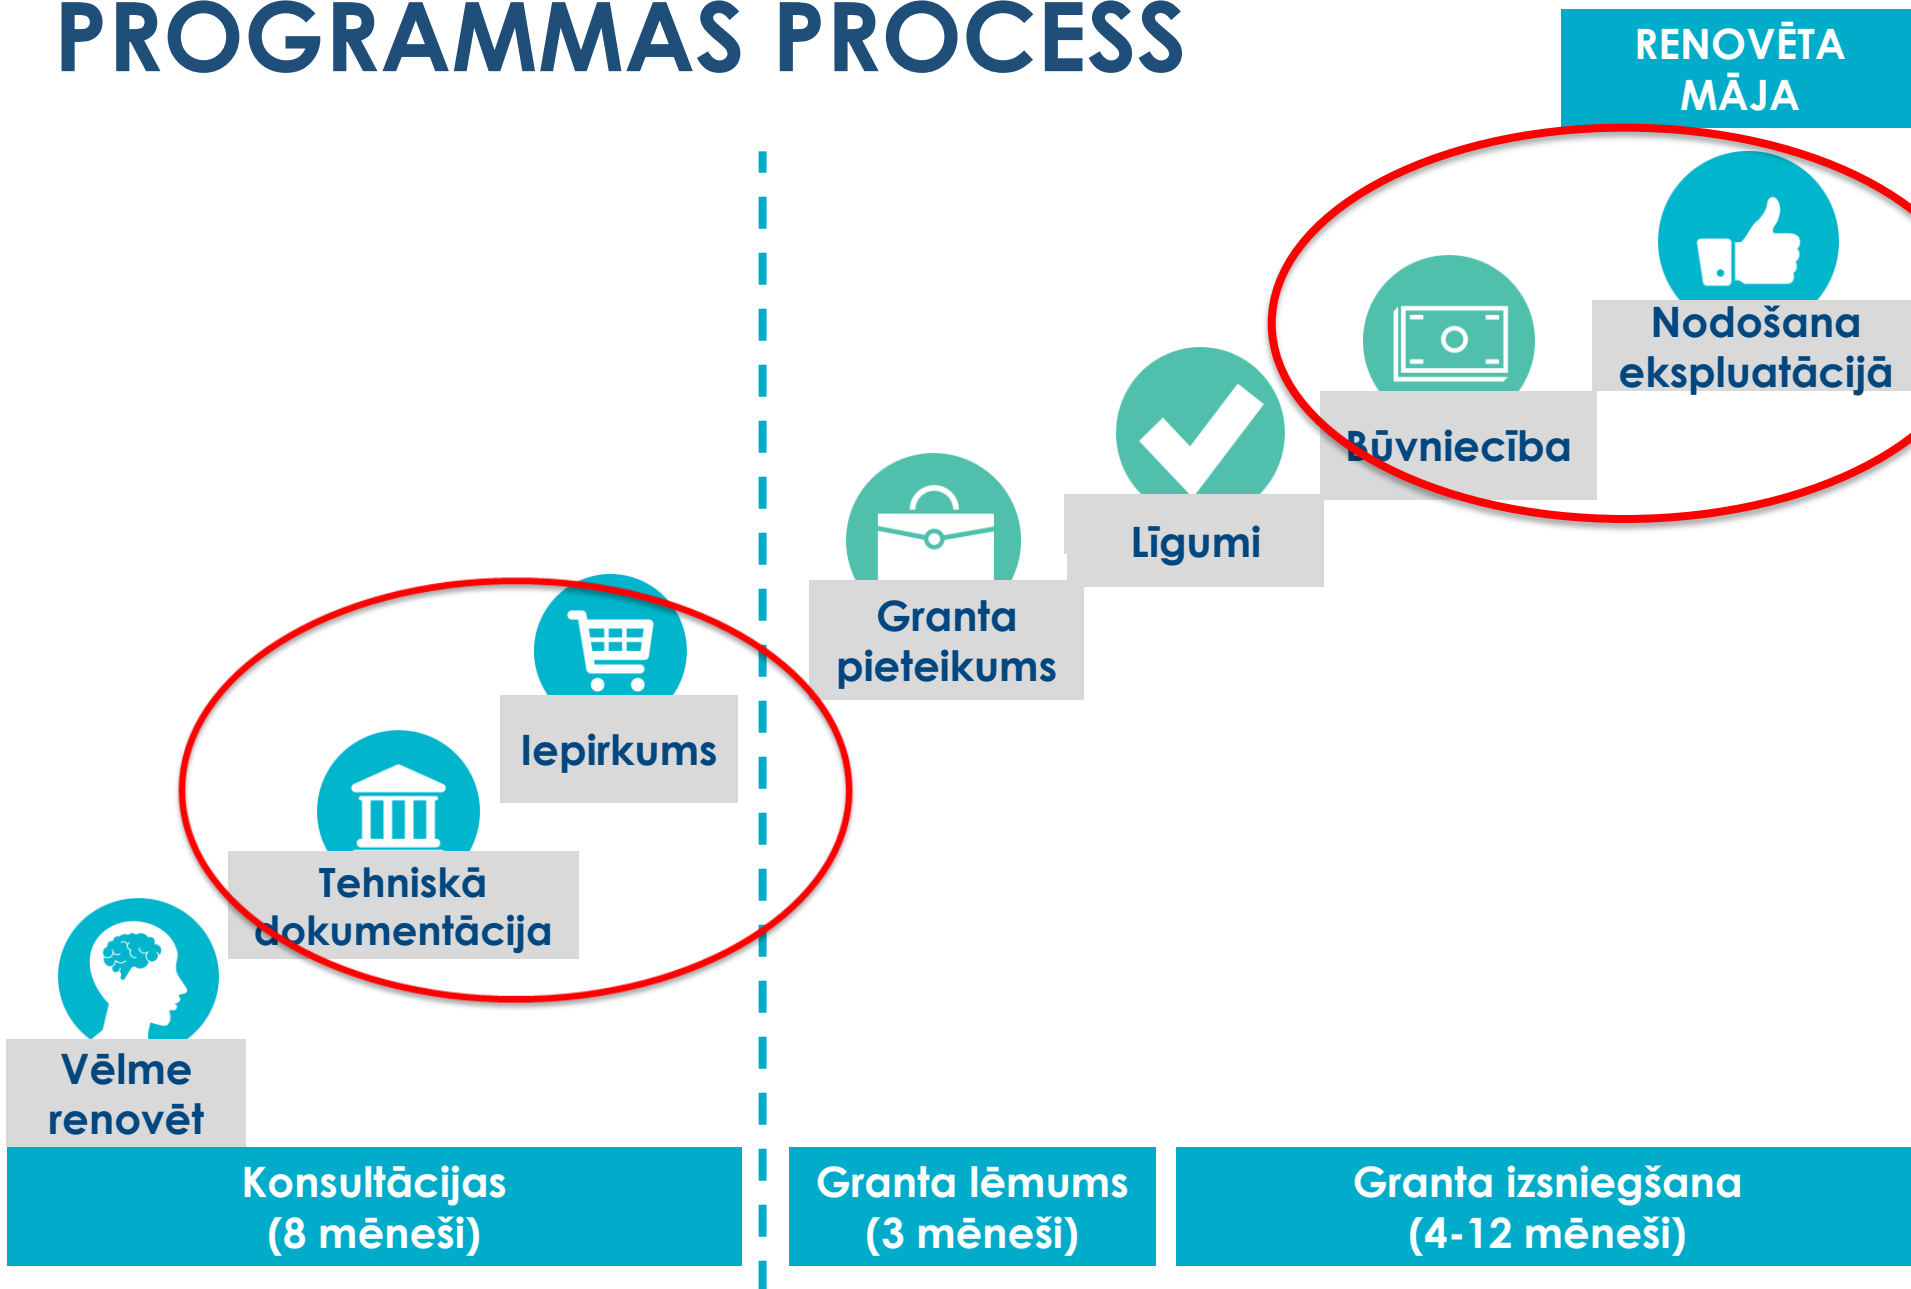 PROGRAMMAS PROCESS
RENOVĒTA
MĀJA
Nodošana
ekspluatācijā
Būvniecība
Līgumi
Granta
pieteikums
Iepirkums
Tehniskā
dokumentācija
Vēlme
renovēt
Konsultācijas
(8 mēneši)
Granta lēmums
(3 mēneši)
Granta izsniegšana
(4-12 mēneši)